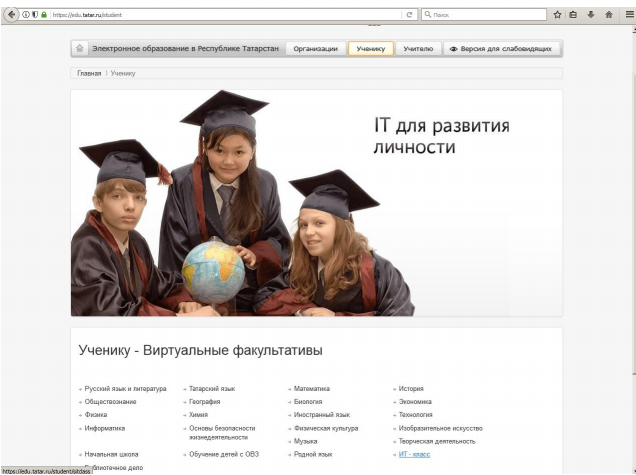 https://edu.tatar.ru/student
Поиск
Электронное образование в Республике Татарстан Организации Ученику Учителю Версия для слабовидящих
Главная Ученику
IT для развития
личности
Ученику - Виртуальные факультативы
Русский язык и литература Татарский язык Математика История
Обществознание География Биология Экономика
Физика Химия Иностранный язык Технология
Информатика Основы безопасности жизнедеятельности Физическая культура Изобразительное искусство
Музыка Творческая деятельность
Начальная школа Обучение детей с ОВЗ Родной язык ИТ - класс
Библиотечное дело
https://edu.tatar.ru/student/sitclass